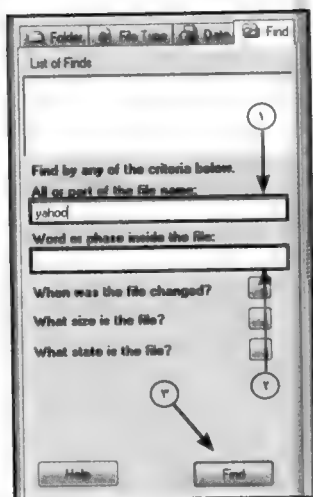 Folder File Type Date Find
List of Finds
١
Find by any of the criteria below.
All or part of the file name:
yahoo
Word or phase inside the file:
When was the file changed?
What size is the file?
What state is the file?
٢
٣
Help Find